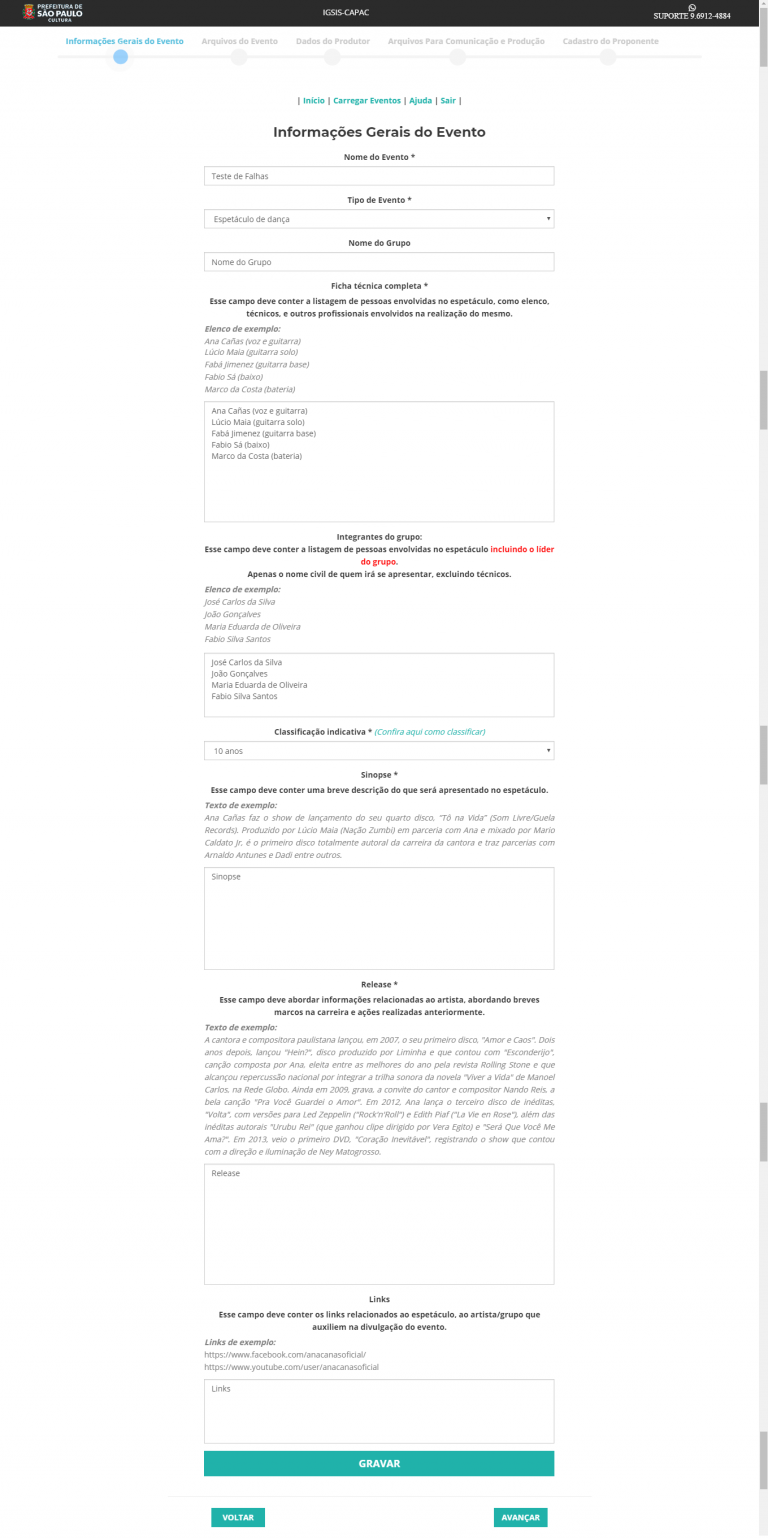 PREFEITURA DE
SÃO PAULO
CULTURA
IGSIS-CAPAC
SUPORTE 9.6912-4884
Informações Gerais do Evento
Arquivos do Evento
Dados do Produtor
Arquivos Para Comunicação e Produção
Cadastro do Proponente
| Início | Carregar Eventos | Ajuda | Sair |
Informações Gerais do Evento
Nome do Evento *
Teste de Falhas
Tipo de Evento *
Espetáculo de dança
Nome do Grupo
Nome do Grupo
Ficha técnica completa *
Esse campo deve conter a listagem de pessoas envolvidas no espetáculo, como elenco,
técnicos, e outros profissionais envolvidos na realização do mesmo.
Elenco de exemplo:
Ana Cañas (voz e guitarra)
Lúcio Maia (guitarra solo)
Fabá Jimenez (guitarra base)
Fabio Sá (baixo)
Marco da Costa (bateria)
Ana Cañas (voz e guitarra)
Lúcio Maia (guitarra solo)
Fabá Jimenez (guitarra base)
Fabio Sá (baixo)
Marco da Costa (bateria)
Integrantes do grupo:
Esse campo deve conter a listagem de pessoas envolvidas no espetáculo incluindo o líder
do grupo.
Apenas o nome civil de quem irá se apresentar, excluindo técnicos.
Elenco de exemplo:
José Carlos da Silva
João Gonçalves
Maria Eduarda de Oliveira
Fabio Silva Santos
José Carlos da Silva
João Gonçalves
Maria Eduarda de Oliveira
Fabio Silva Santos
Classificação indicativa * (Confira aqui como classificar)
10 anos
Sinopse *
Esse campo deve conter uma breve descrição do que será apresentado no espetáculo.
Texto de exemplo:
Ana Cañas faz o show de lançamento do seu quarto disco, "Tô na Vida" (Som Livre/Guela
Records). Produzido por Lúcio Maia (Nação Zumbi) em parceria com Ana e mixado por Mario
Caldato Jr, é o primeiro disco totalmente autoral da carreira da cantora e traz parcerias com
Arnaldo Antunes e Dadi entre outros.
Sinopse
Release *
Esse campo deve abordar informações relacionadas ao artista, abordando breves
marcos na carreira e ações realizadas anteriormente.
Texto de exemplo:
A cantora e compositora paulistana lançou, em 2007, o seu primeiro disco, "Amor e Caos". Dois
anos depois, lançou "Hein?", disco produzido por Liminha e que contou com "Esconderijo",
canção composta por Ana, eleita entre as melhores do ano pela revista Rolling Stone e que
alcançou repercussão nacional por integrar a trilha sonora da novela "Viver a Vida" de Manoel
Carlos, na Rede Globo. Ainda em 2009, grava, a convite do cantor e compositor Nando Reis, a
bela canção "Pra Você Guardei o Amor". Em 2012, Ana lança o terceiro disco de inéditas,
"Volta", com versões para Led Zeppelin ("Rock'n'Roll") e Edith Piaf ("La Vie en Rose"), além das
inéditas autorais "Urubu Rei" (que ganhou clipe dirigido por Vera Egito) e "Será Que Você Me
Ama?". Em 2013, veio o primeiro DVD, "Coração Inevitável", registrando o show que contou
com a direção e iluminação de Ney Matogrosso.
Release
Links
Esse campo deve conter os links relacionados ao espetáculo, ao artista/grupo que
auxiliem na divulgação do evento.
Links de exemplo:
https://www.facebook.com/anacanasoficial/
https://www.youtube.com/user/anacanasoficial
Links
GRAVAR
VOLTAR
AVANÇAR